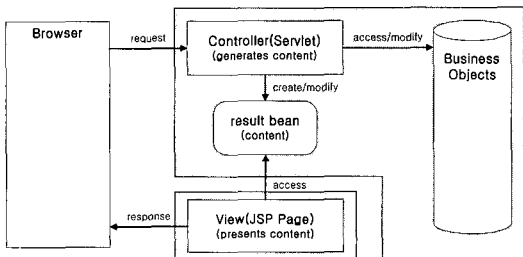 Browser
request
Controller(Servlet)
(generates content)
access/modify
Business
Objects
create/modify
result bean
(content)
access
response
View(JSP Page)
(presents content)